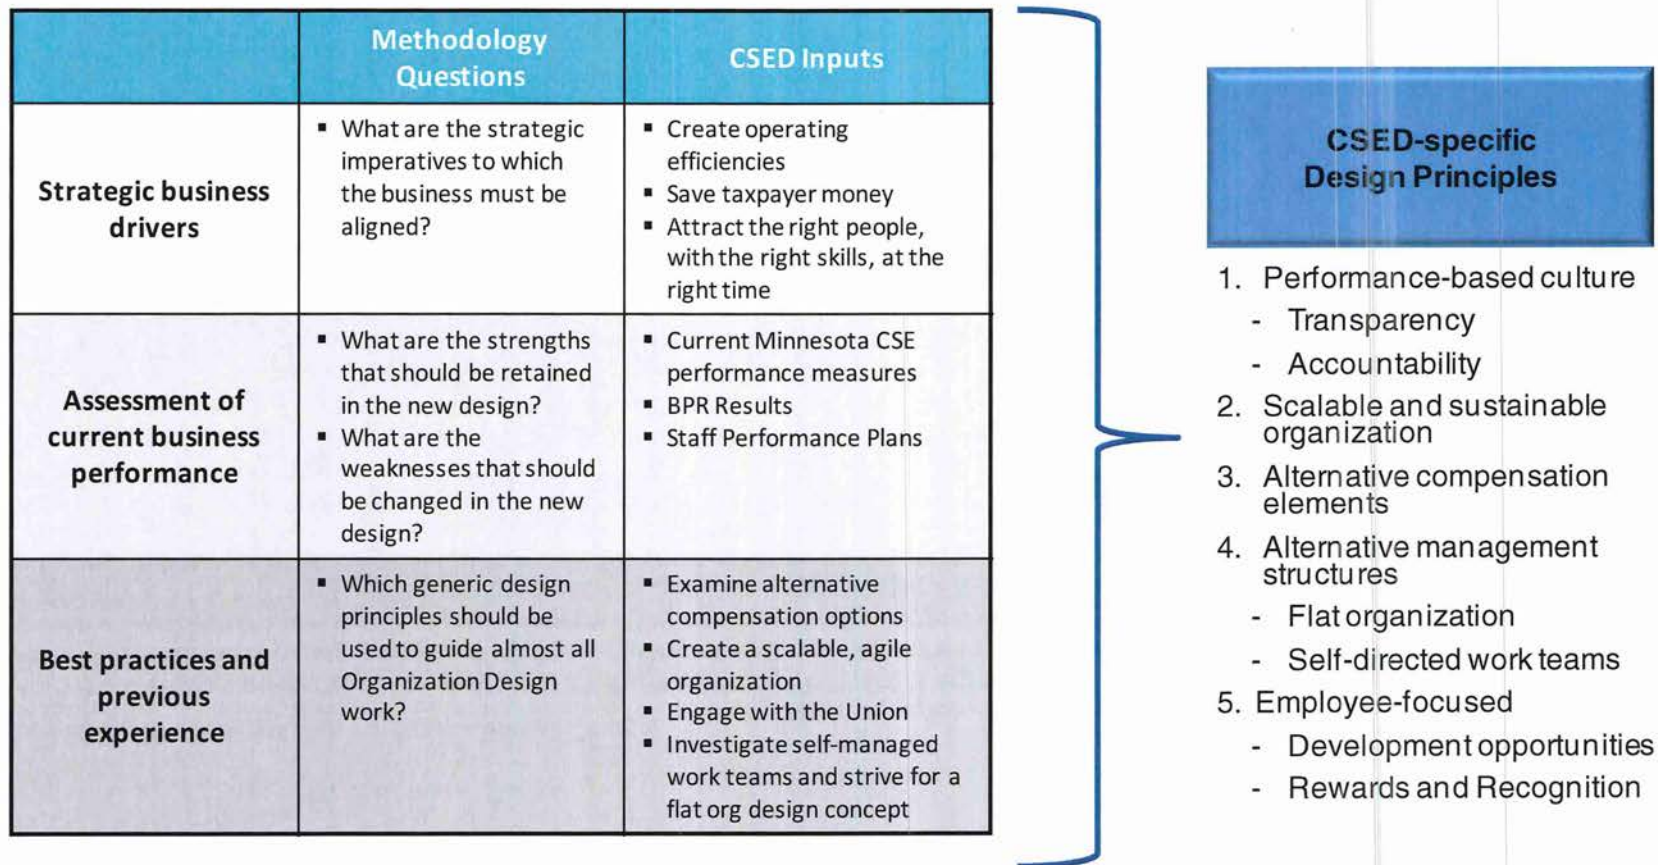 Methodology
Questions
CSED Inputs
Strategic business
drivers
▪ What are the strategic
imperatives to which
the business must be
aligned?
▪ Create operating
efficiencies
▪ Save taxpayer money
▪ Attract the right people,
with the right skills, at the
right time
Assessment of
current business
performance
▪ What are the strengths
that should be retained
in the new design?
▪ What are the
weaknesses that should
be changed in the new
design?
▪ Current Minnesota CSE
performance measures
▪ BPR Results
▪ Staff Performance Plans
Best practices and
previous
experience
▪ Which generic design
principles should be
used to guide almost all
Organization Design
work?
▪ Examine alternative
compensation options
▪ Create a scalable, agile
organization
▪ Engage with the Union
▪ Investigate self-managed
work teams and strive for a
flat org design concept
CSED-specific
Design Principles
1. Performance-based culture
- Transparency
- Accountability
2. Scalable and sustainable
organization
3. Alternative compensation
elements
4. Alternative management
structures
- Flat organization
- Self-directed work teams
5. Employee-focused
- Development opportunities
- Rewards and Recognition